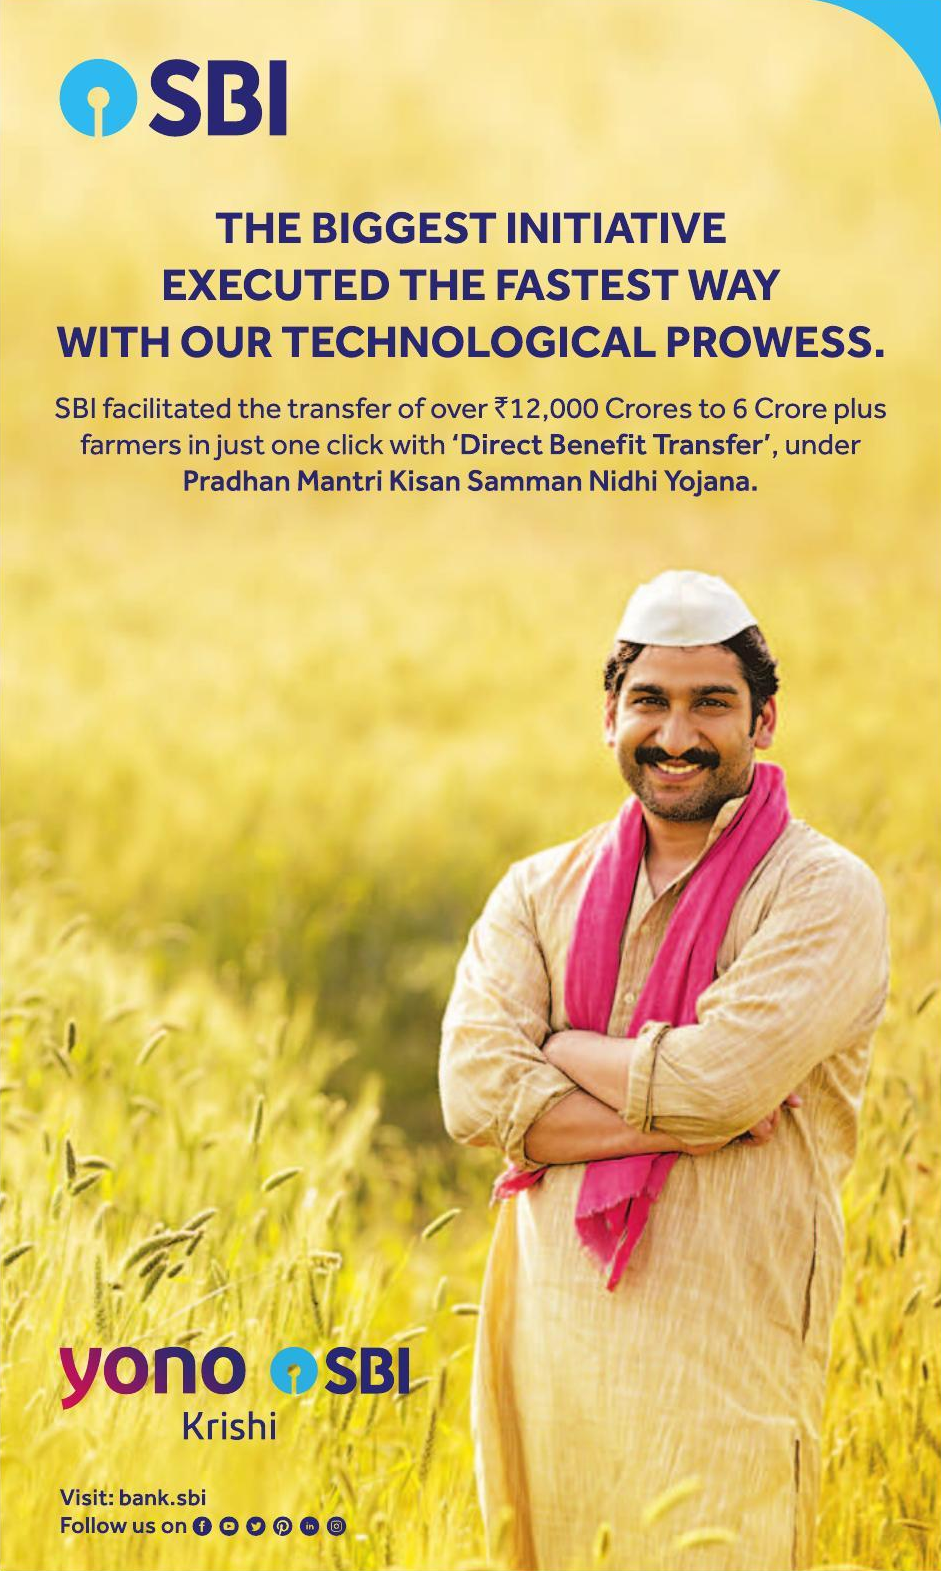 SBI
THE BIGGEST INITIATIVE
EXECUTED THE FASTEST WAY
WITH OUR TECHNOLOGICAL PROWESS.
SBI facilitated the transfer of over ₹12,000 Crores to 6 Crore plus
farmers in just one click with ‘Direct Benefit Transfer’, under
Pradhan Mantri Kisan Samman Nidhi Yojana.
yono SBI
Krishi
Visit: bank.sbi
Follow us on